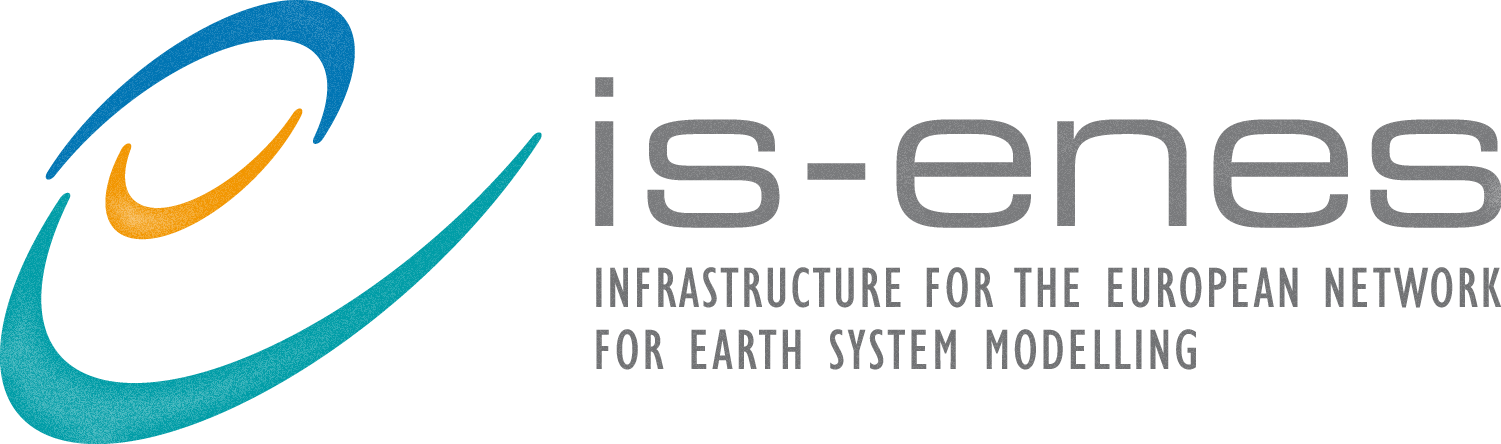 is-enes
INFRASTRUCTURE FOR THE EUROPEAN NETWORK
FOR EARTH SYSTEM MODELLING